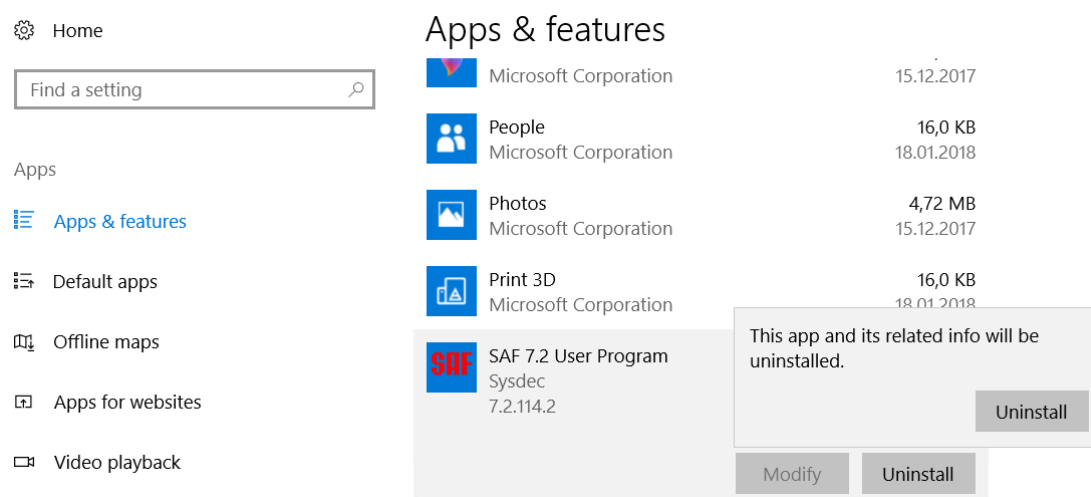 Home
Find a setting
Apps
Apps & features
Default apps
Offline maps
Apps for websites
Video playback
Apps & features
Microsoft Corporation
15.12.2017
People
16,0 KB
Microsoft Corporation
18.01.2018
Photos
4,72 MB
Microsoft Corporation
15.12.2017
Print 3D
16,0 KB
Microsoft Corporation
18.01.2018
SAF
SAF 7.2 User Program
Sysdec
7.2.114.2
This app and its related info will be
uninstalled.
Uninstall
Modify
Uninstall